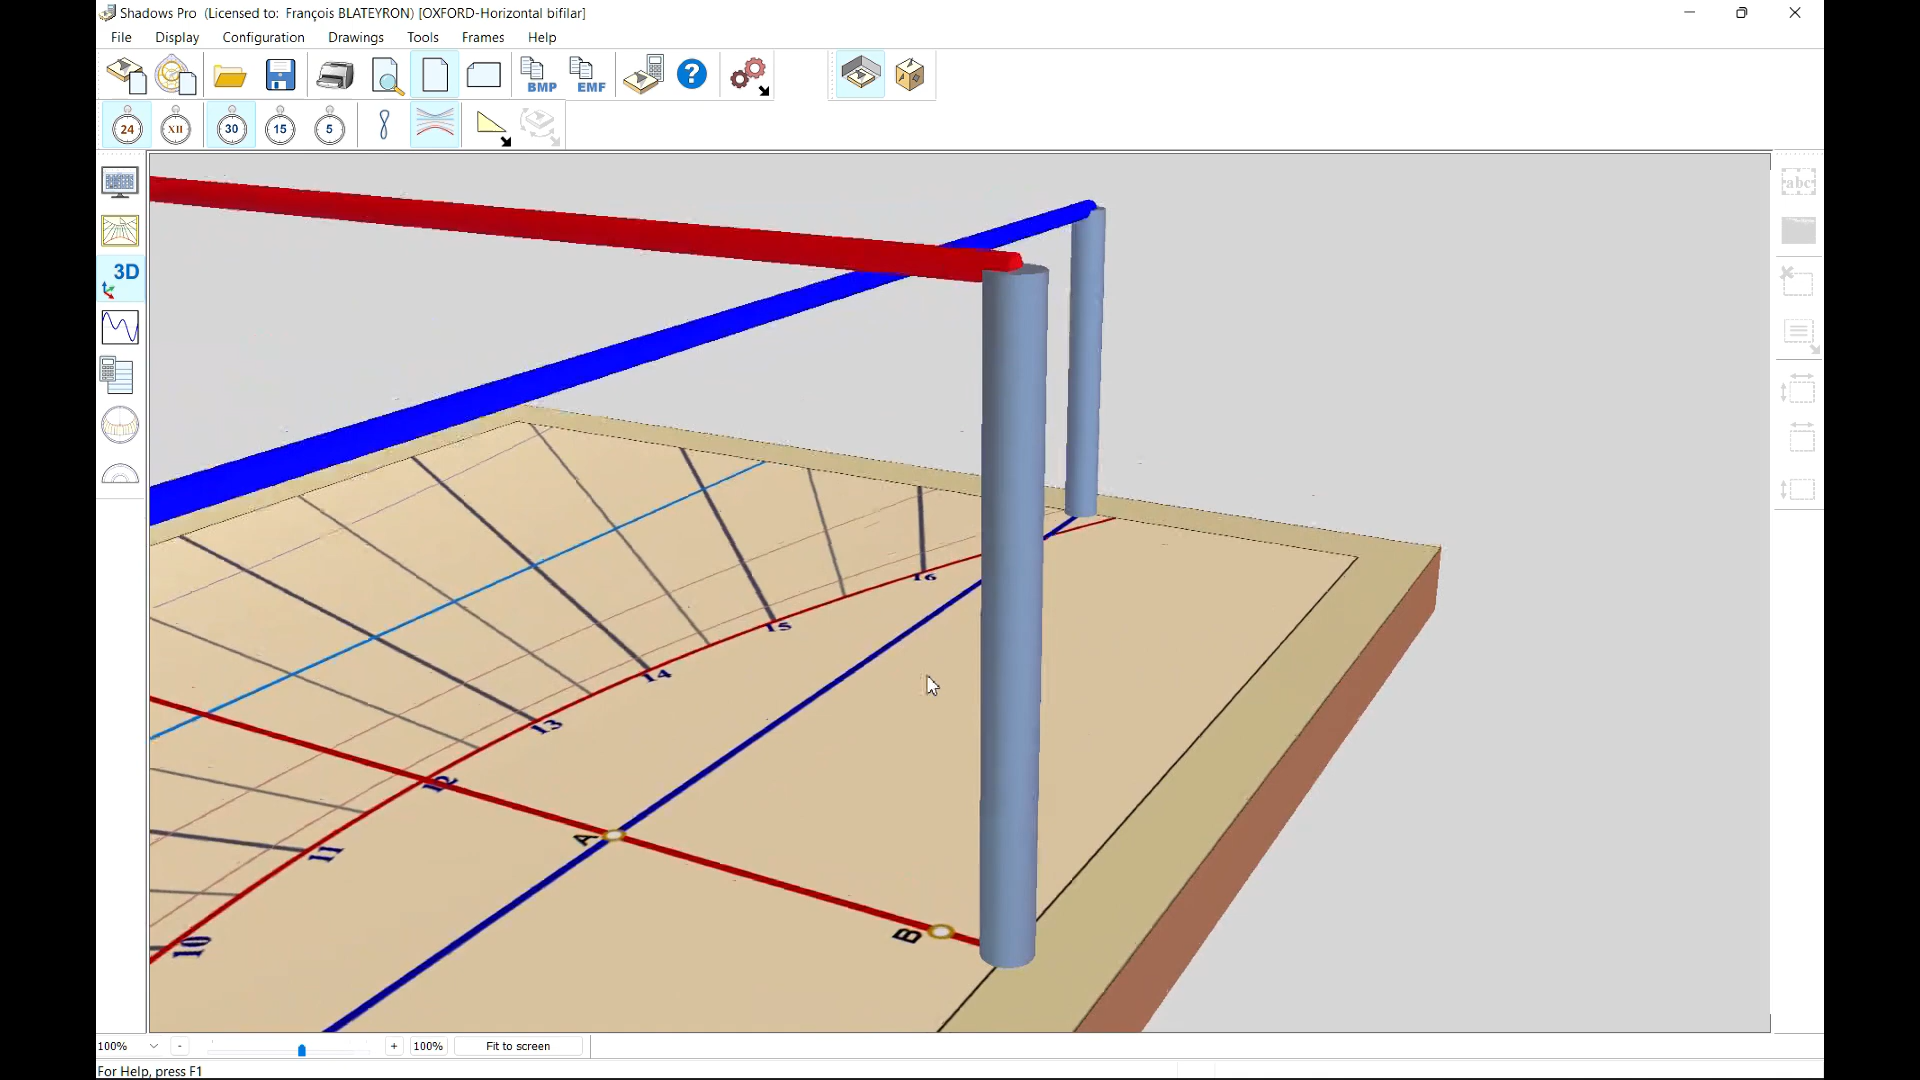 Shadows Pro (Licensed to: François BLATEYRON) [OXFORD-Horizontal bifilar]
File Display Configuration Drawings Tools Frames Help
BMP EMF ?
24 XII 30 15 5
abc
3D
16
15
14
13
12
A
11
B
10
100% - + 100% Fit to screen
For Help, press F1